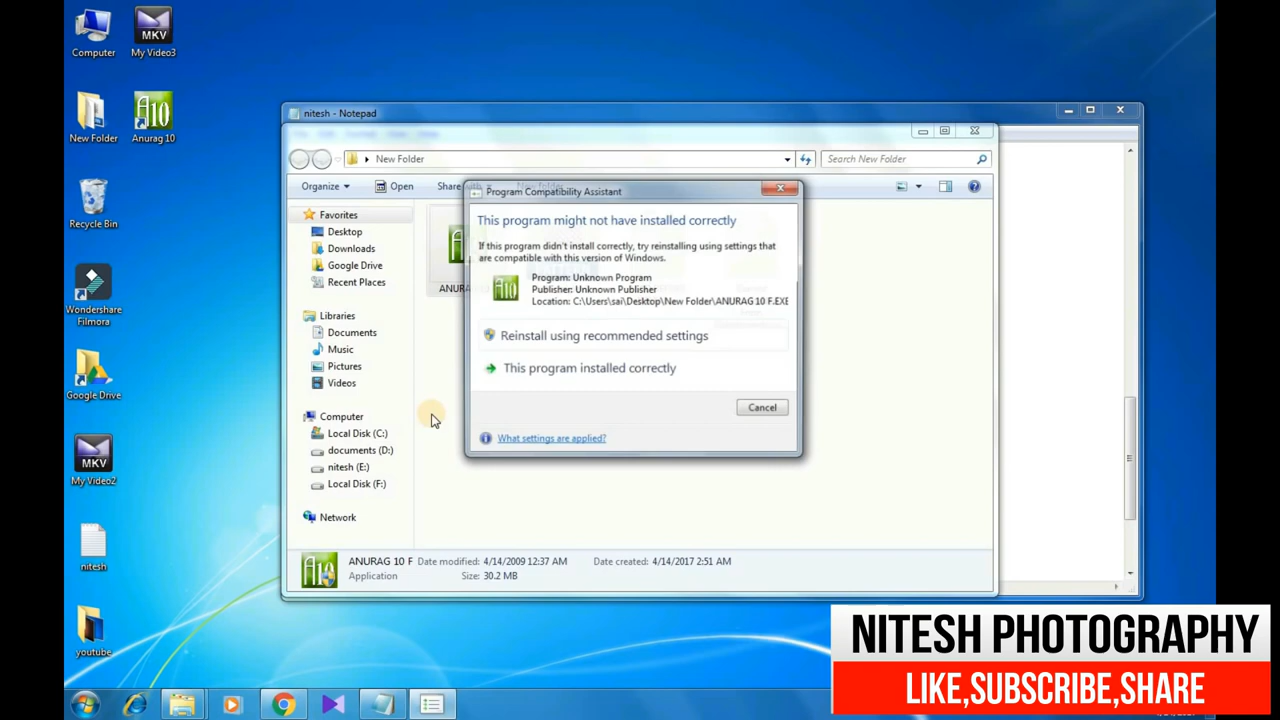 Computer
My Video3
New Folder
Anurag 10
Recycle Bin
Wondershare
Filmora
Google Drive
My Video2
nitesh
youtube
nitesh - Notepad
New Folder
Search New Folder
Organize
Open
Share with
Favorites
Desktop
Downloads
Google Drive
Recent Places
Libraries
Documents
Music
Pictures
Videos
Computer
Local Disk (C:)
documents (D:)
nitesh (E:)
Local Disk (F:)
Network
Program Compatibility Assistant
This program might not have installed correctly
If this program didn't install correctly, try reinstalling using settings that
are compatible with this version of Windows.
Program: Unknown Program
Publisher: Unknown Publisher
Location: C:\Users\sai\Desktop\New Folder\ANURAG 10 F.EXE
Reinstall using recommended settings
This program installed correctly
Cancel
What settings are applied?
ANURAG 10 F Date modified: 4/14/2009 12:37 AM Date created: 4/14/2017 2:51 AM
Application Size: 30.2 MB
NITESH PHOTOGRAPHY
LIKE,SUBSCRIBE,SHARE